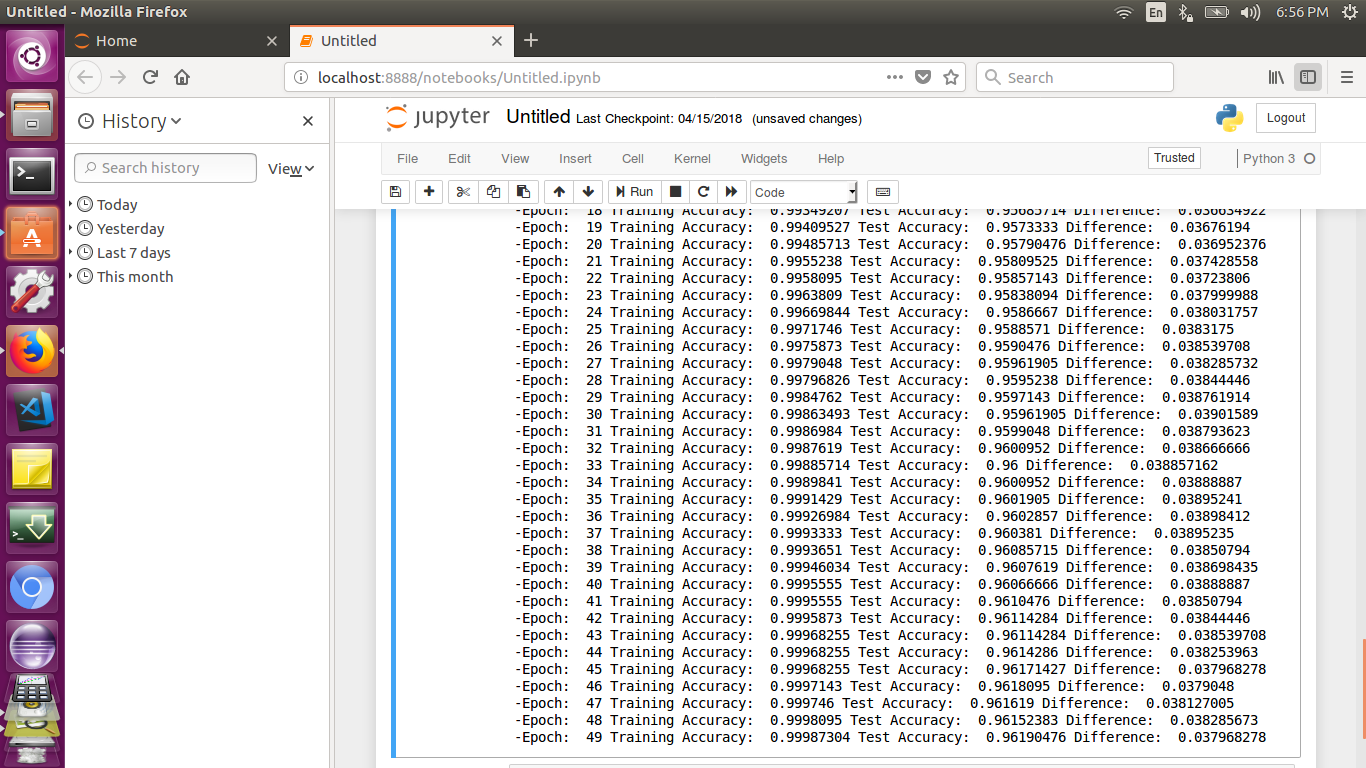 Untitled - Mozilla Firefox
En
6:56 PM
Home
Untitled
localhost:8888/notebooks/Untitled.ipynb
Search
History
Search history
View
Today
Yesterday
Last 7 days
This month
jupyter Untitled Last Checkpoint: 04/15/2018 (unsaved changes)
Logout
File Edit View Insert Cell Kernel Widgets Help
Trusted
Python 3
Run
Code
-Epoch: 18 Training Accuracy: 0.99349207 Test Accuracy: 0.95685714 Difference: 0.036634922
-Epoch: 19 Training Accuracy: 0.99409527 Test Accuracy: 0.9573333 Difference: 0.03676194
-Epoch: 20 Training Accuracy: 0.99485713 Test Accuracy: 0.95790476 Difference: 0.036952376
-Epoch: 21 Training Accuracy: 0.9955238 Test Accuracy: 0.95809525 Difference: 0.037428558
-Epoch: 22 Training Accuracy: 0.9958095 Test Accuracy: 0.95857143 Difference: 0.03723806
-Epoch: 23 Training Accuracy: 0.9963809 Test Accuracy: 0.95838094 Difference: 0.037999988
-Epoch: 24 Training Accuracy: 0.99669844 Test Accuracy: 0.9586667 Difference: 0.038031757
-Epoch: 25 Training Accuracy: 0.9971746 Test Accuracy: 0.9588571 Difference: 0.0383175
-Epoch: 26 Training Accuracy: 0.9975873 Test Accuracy: 0.9590476 Difference: 0.038539708
-Epoch: 27 Training Accuracy: 0.9979048 Test Accuracy: 0.95961905 Difference: 0.038285732
-Epoch: 28 Training Accuracy: 0.99796826 Test Accuracy: 0.9595238 Difference: 0.03844446
-Epoch: 29 Training Accuracy: 0.9984762 Test Accuracy: 0.9597143 Difference: 0.038761914
-Epoch: 30 Training Accuracy: 0.99863493 Test Accuracy: 0.95961905 Difference: 0.03901589
-Epoch: 31 Training Accuracy: 0.9986984 Test Accuracy: 0.9599048 Difference: 0.038793623
-Epoch: 32 Training Accuracy: 0.9987619 Test Accuracy: 0.9600952 Difference: 0.038666666
-Epoch: 33 Training Accuracy: 0.99885714 Test Accuracy: 0.96 Difference: 0.038857162
-Epoch: 34 Training Accuracy: 0.9989841 Test Accuracy: 0.9600952 Difference: 0.03888887
-Epoch: 35 Training Accuracy: 0.9991429 Test Accuracy: 0.9601905 Difference: 0.03895241
-Epoch: 36 Training Accuracy: 0.99926984 Test Accuracy: 0.9602857 Difference: 0.03898412
-Epoch: 37 Training Accuracy: 0.9993333 Test Accuracy: 0.960381 Difference: 0.03895235
-Epoch: 38 Training Accuracy: 0.9993651 Test Accuracy: 0.96085715 Difference: 0.03850794
-Epoch: 39 Training Accuracy: 0.99946034 Test Accuracy: 0.9607619 Difference: 0.038698435
-Epoch: 40 Training Accuracy: 0.9995555 Test Accuracy: 0.96066666 Difference: 0.03888887
-Epoch: 41 Training Accuracy: 0.9995555 Test Accuracy: 0.9610476 Difference: 0.03850794
-Epoch: 42 Training Accuracy: 0.9995873 Test Accuracy: 0.96114284 Difference: 0.03844446
-Epoch: 43 Training Accuracy: 0.99968255 Test Accuracy: 0.96114284 Difference: 0.038539708
-Epoch: 44 Training Accuracy: 0.99968255 Test Accuracy: 0.9614286 Difference: 0.038253963
-Epoch: 45 Training Accuracy: 0.99968255 Test Accuracy: 0.96171427 Difference: 0.037968278
-Epoch: 46 Training Accuracy: 0.9997143 Test Accuracy: 0.9618095 Difference: 0.0379048
-Epoch: 47 Training Accuracy: 0.999746 Test Accuracy: 0.961619 Difference: 0.038127005
-Epoch: 48 Training Accuracy: 0.9998095 Test Accuracy: 0.96152383 Difference: 0.038285673
-Epoch: 49 Training Accuracy: 0.99987304 Test Accuracy: 0.96190476 Difference: 0.037968278